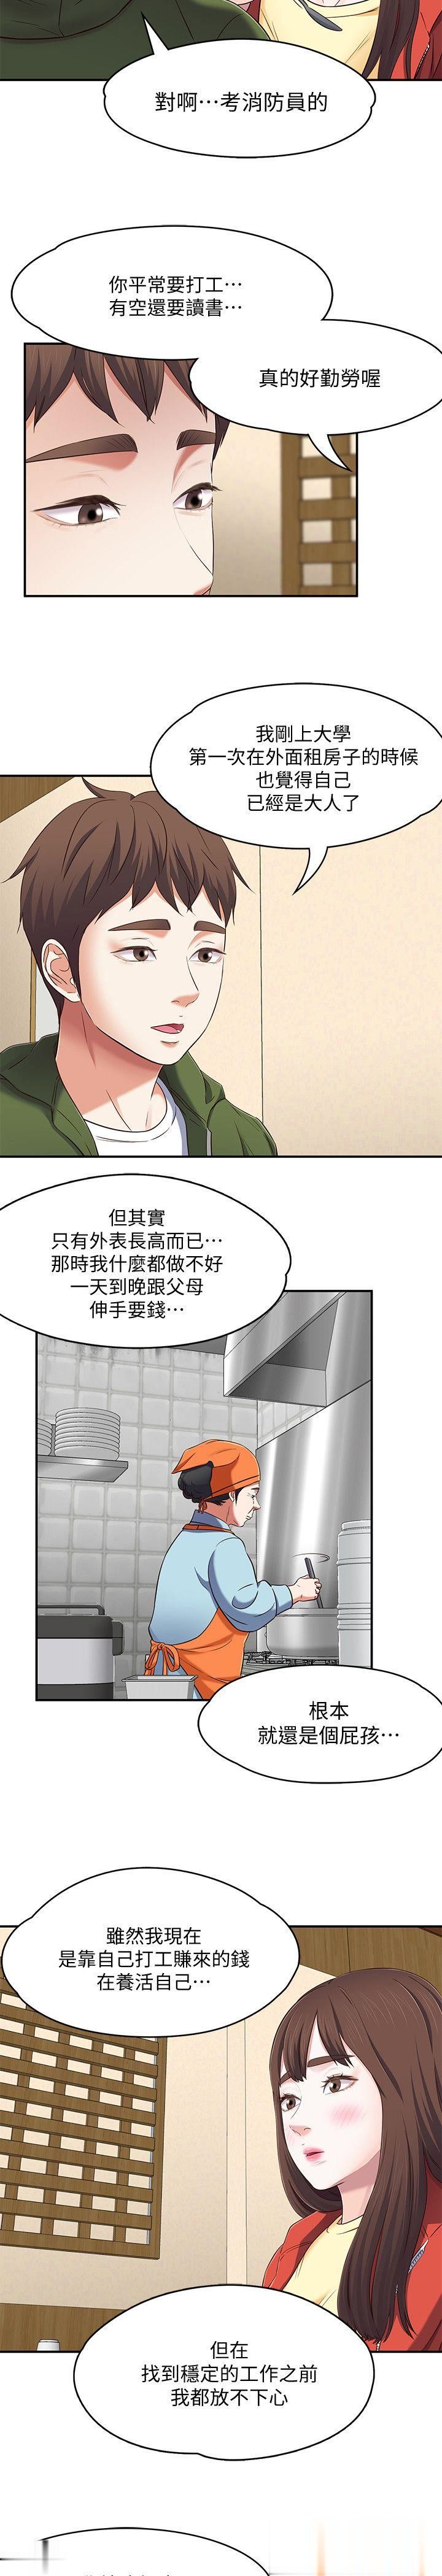 對啊⋯考消防員的
你平常要打工⋯
有空還要讀書⋯
真的好勤勞喔
我剛上大學
第一次在外面租房子的時候
也覺得自己
已經是大人了
但其實
只有外表長高而已⋯
那時我什麼都做不好
一天到晚跟父母
伸手要錢⋯
根本
就還是個屁孩⋯
雖然我現在
是靠自己打工賺來的錢
在養活自己⋯
但在
找到穩定的工作之前
我都放不下心